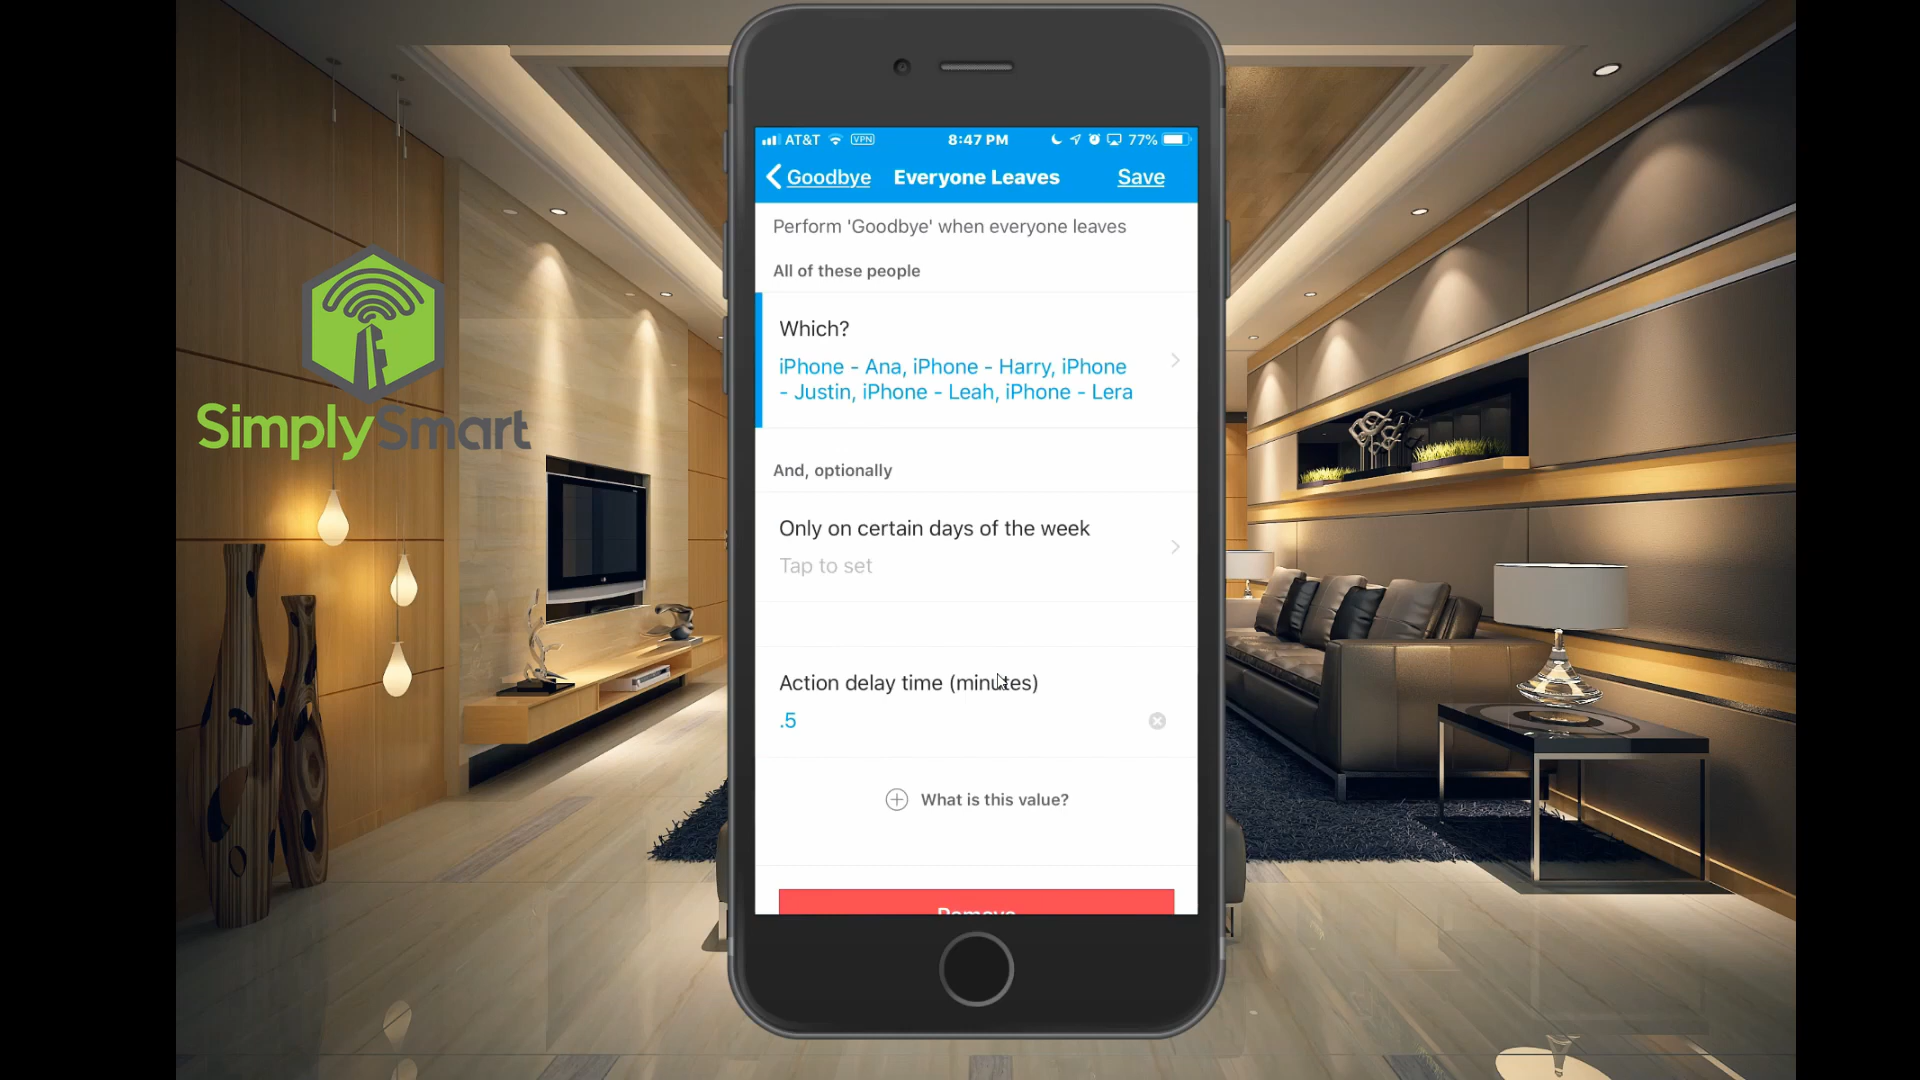 AT&T VPN 8:47 PM 77%
Goodbye Everyone Leaves Save
Perform 'Goodbye' when everyone leaves
All of these people
Which?
iPhone - Ana, iPhone - Harry, iPhone
- Justin, iPhone - Leah, iPhone - Lera
And, optionally
Only on certain days of the week
Tap to set
Action delay time (minutes)
.5
What is this value?
Remove
SimplySmart